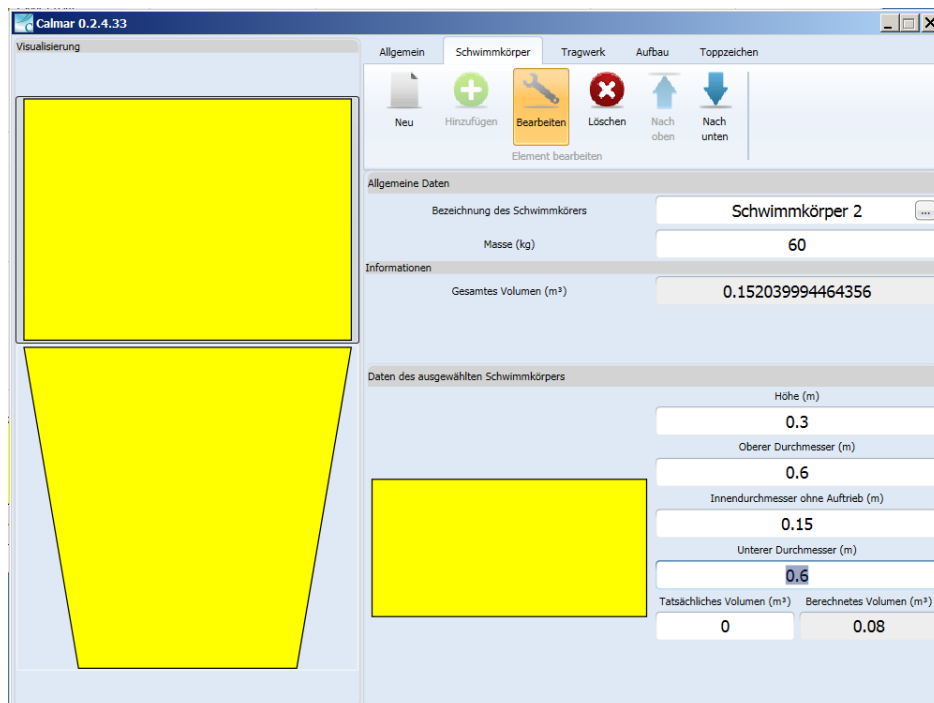 Calmar 0.2.4.33
Visualisierung
Allgemein Schwimmkörper Tragwerk Aufbau Toppzeichen
Neu Hinzufügen Bearbeiten Löschen Nach oben Nach unten
Element bearbeiten
Allgemeine Daten
Bezeichnung des Schwimmkörers Schwimmkörper 2 ...
Masse (kg) 60
Informationen
Gesamtes Volumen (m³) 0.152039994464356
Daten des ausgewählten Schwimmkörpers
Höhe (m)
0.3
Oberer Durchmesser (m)
0.6
Innendurchmesser ohne Auftrieb (m)
0.15
Unterer Durchmesser (m)
0.6
Tatsächliches Volumen (m³) Berechnetes Volumen (m³)
0 0.08